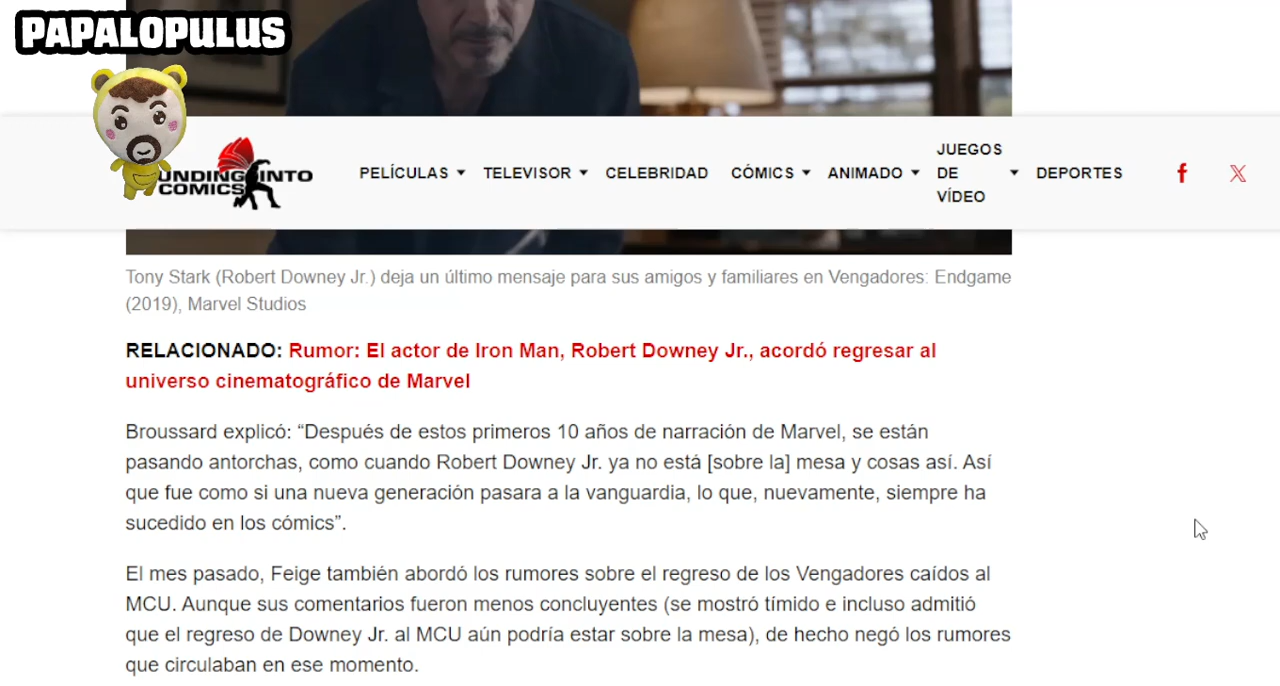 PAPALOPULUS
UNDING INTO
COMICS
PELÍCULAS
TELEVISOR
CELEBRIDAD
CÓMICS
ANIMADO
JUEGOS
DE
VÍDEO
DEPORTES
Tony Stark (Robert Downey Jr.) deja un último mensaje para sus amigos y familiares en Vengadores: Endgame
(2019), Marvel Studios
RELACIONADO: Rumor: El actor de Iron Man, Robert Downey Jr., acordó regresar al
universo cinematográfico de Marvel
Broussard explicó: “Después de estos primeros 10 años de narración de Marvel, se están
pasando antorchas, como cuando Robert Downey Jr. ya no está [sobre la] mesa y cosas así. Así
que fue como si una nueva generación pasara a la vanguardia, lo que, nuevamente, siempre ha
sucedido en los cómics”.
El mes pasado, Feige también abordó los rumores sobre el regreso de los Vengadores caídos al
MCU. Aunque sus comentarios fueron menos concluyentes (se mostró tímido e incluso admitió
que el regreso de Downey Jr. al MCU aún podría estar sobre la mesa), de hecho negó los rumores
que circulaban en ese momento.